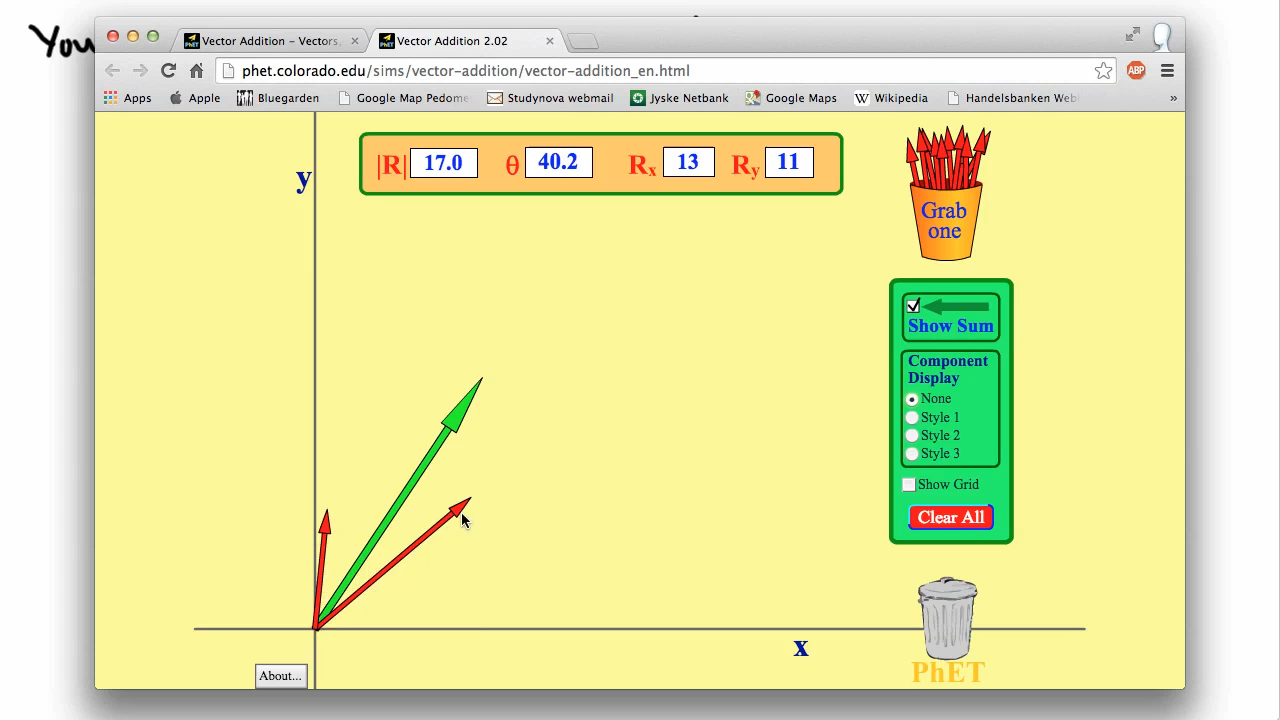 You
Vector Addition – Vectors,
Vector Addition 2.02
phet.colorado.edu/sims/vector-addition/vector-addition_en.html
ABP
Apps Apple Bluegarden Google Map Pedome Studynova webmail Jyske Netbank Google Maps W Wikipedia Handelsbanken Web »
y
|R| 17.0 θ 40.2 Rx 13 Ry 11
Grab
one
Show Sum
Component
Display
None
Style 1
Style 2
Style 3
Show Grid
Clear All
x
About...
PhET